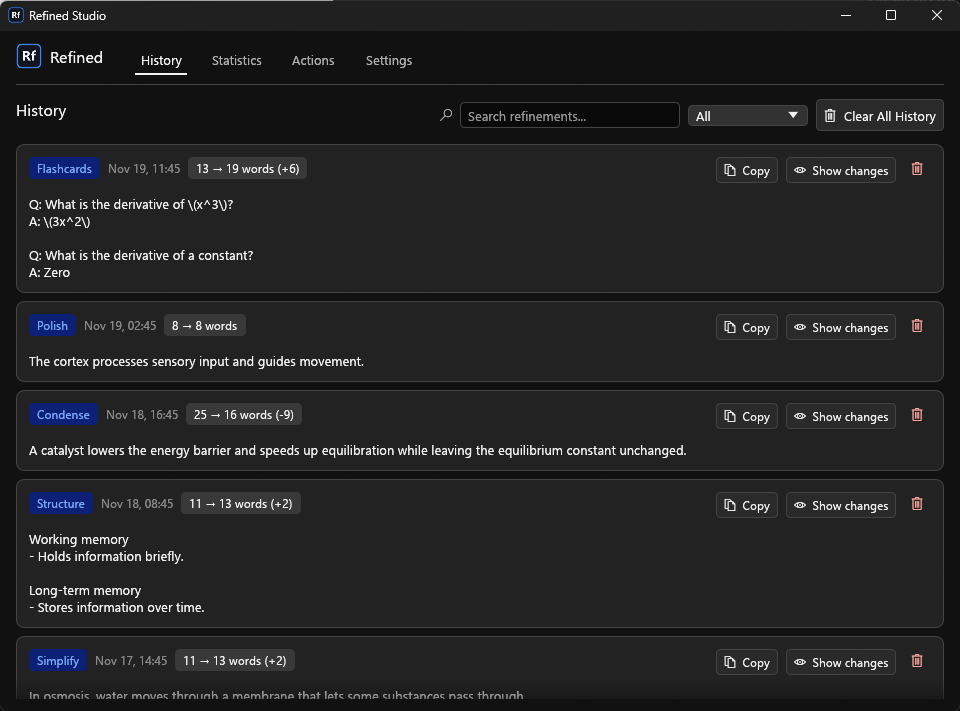 Rf Refined Studio
Rf Refined History Statistics Actions Settings
History Search refinements... All Clear All History
Flashcards Nov 19, 11:45 13 → 19 words (+6) Copy Show changes
Q: What is the derivative of \(x^3\)?
A: \(3x^2\)
Q: What is the derivative of a constant?
A: Zero
Polish Nov 19, 02:45 8 → 8 words Copy Show changes
The cortex processes sensory input and guides movement.
Condense Nov 18, 16:45 25 → 16 words (-9) Copy Show changes
A catalyst lowers the energy barrier and speeds up equilibration while leaving the equilibrium constant unchanged.
Structure Nov 18, 08:45 11 → 13 words (+2) Copy Show changes
Working memory
- Holds information briefly.
Long-term memory
- Stores information over time.
Simplify Nov 17, 14:45 11 → 13 words (+2) Copy Show changes
In osmosis, water moves through a membrane that lets some substances pass through.